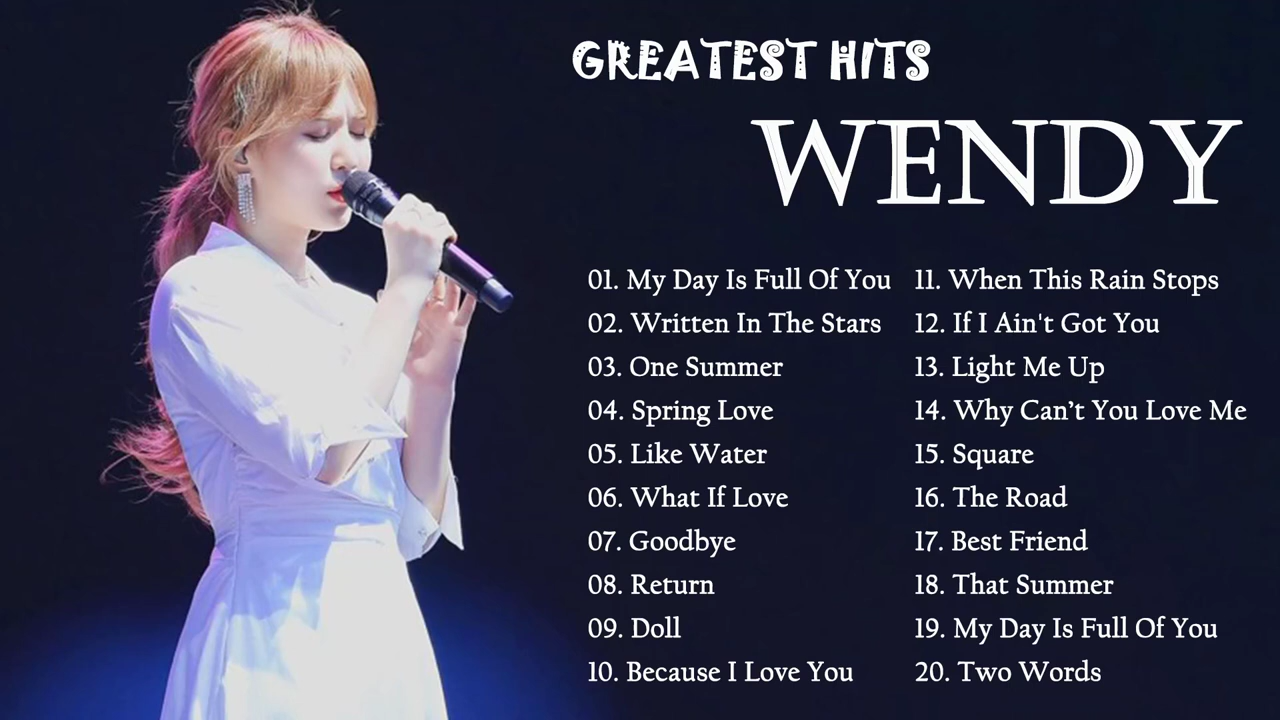 GREATEST HITS
WENDY
01. My Day Is Full Of You
02. Written In The Stars
03. One Summer
04. Spring Love
05. Like Water
06. What If Love
07. Goodbye
08. Return
09. Doll
10. Because I Love You
11. When This Rain Stops
12. If I Ain't Got You
13. Light Me Up
14. Why Can’t You Love Me
15. Square
16. The Road
17. Best Friend
18. That Summer
19. My Day Is Full Of You
20. Two Words